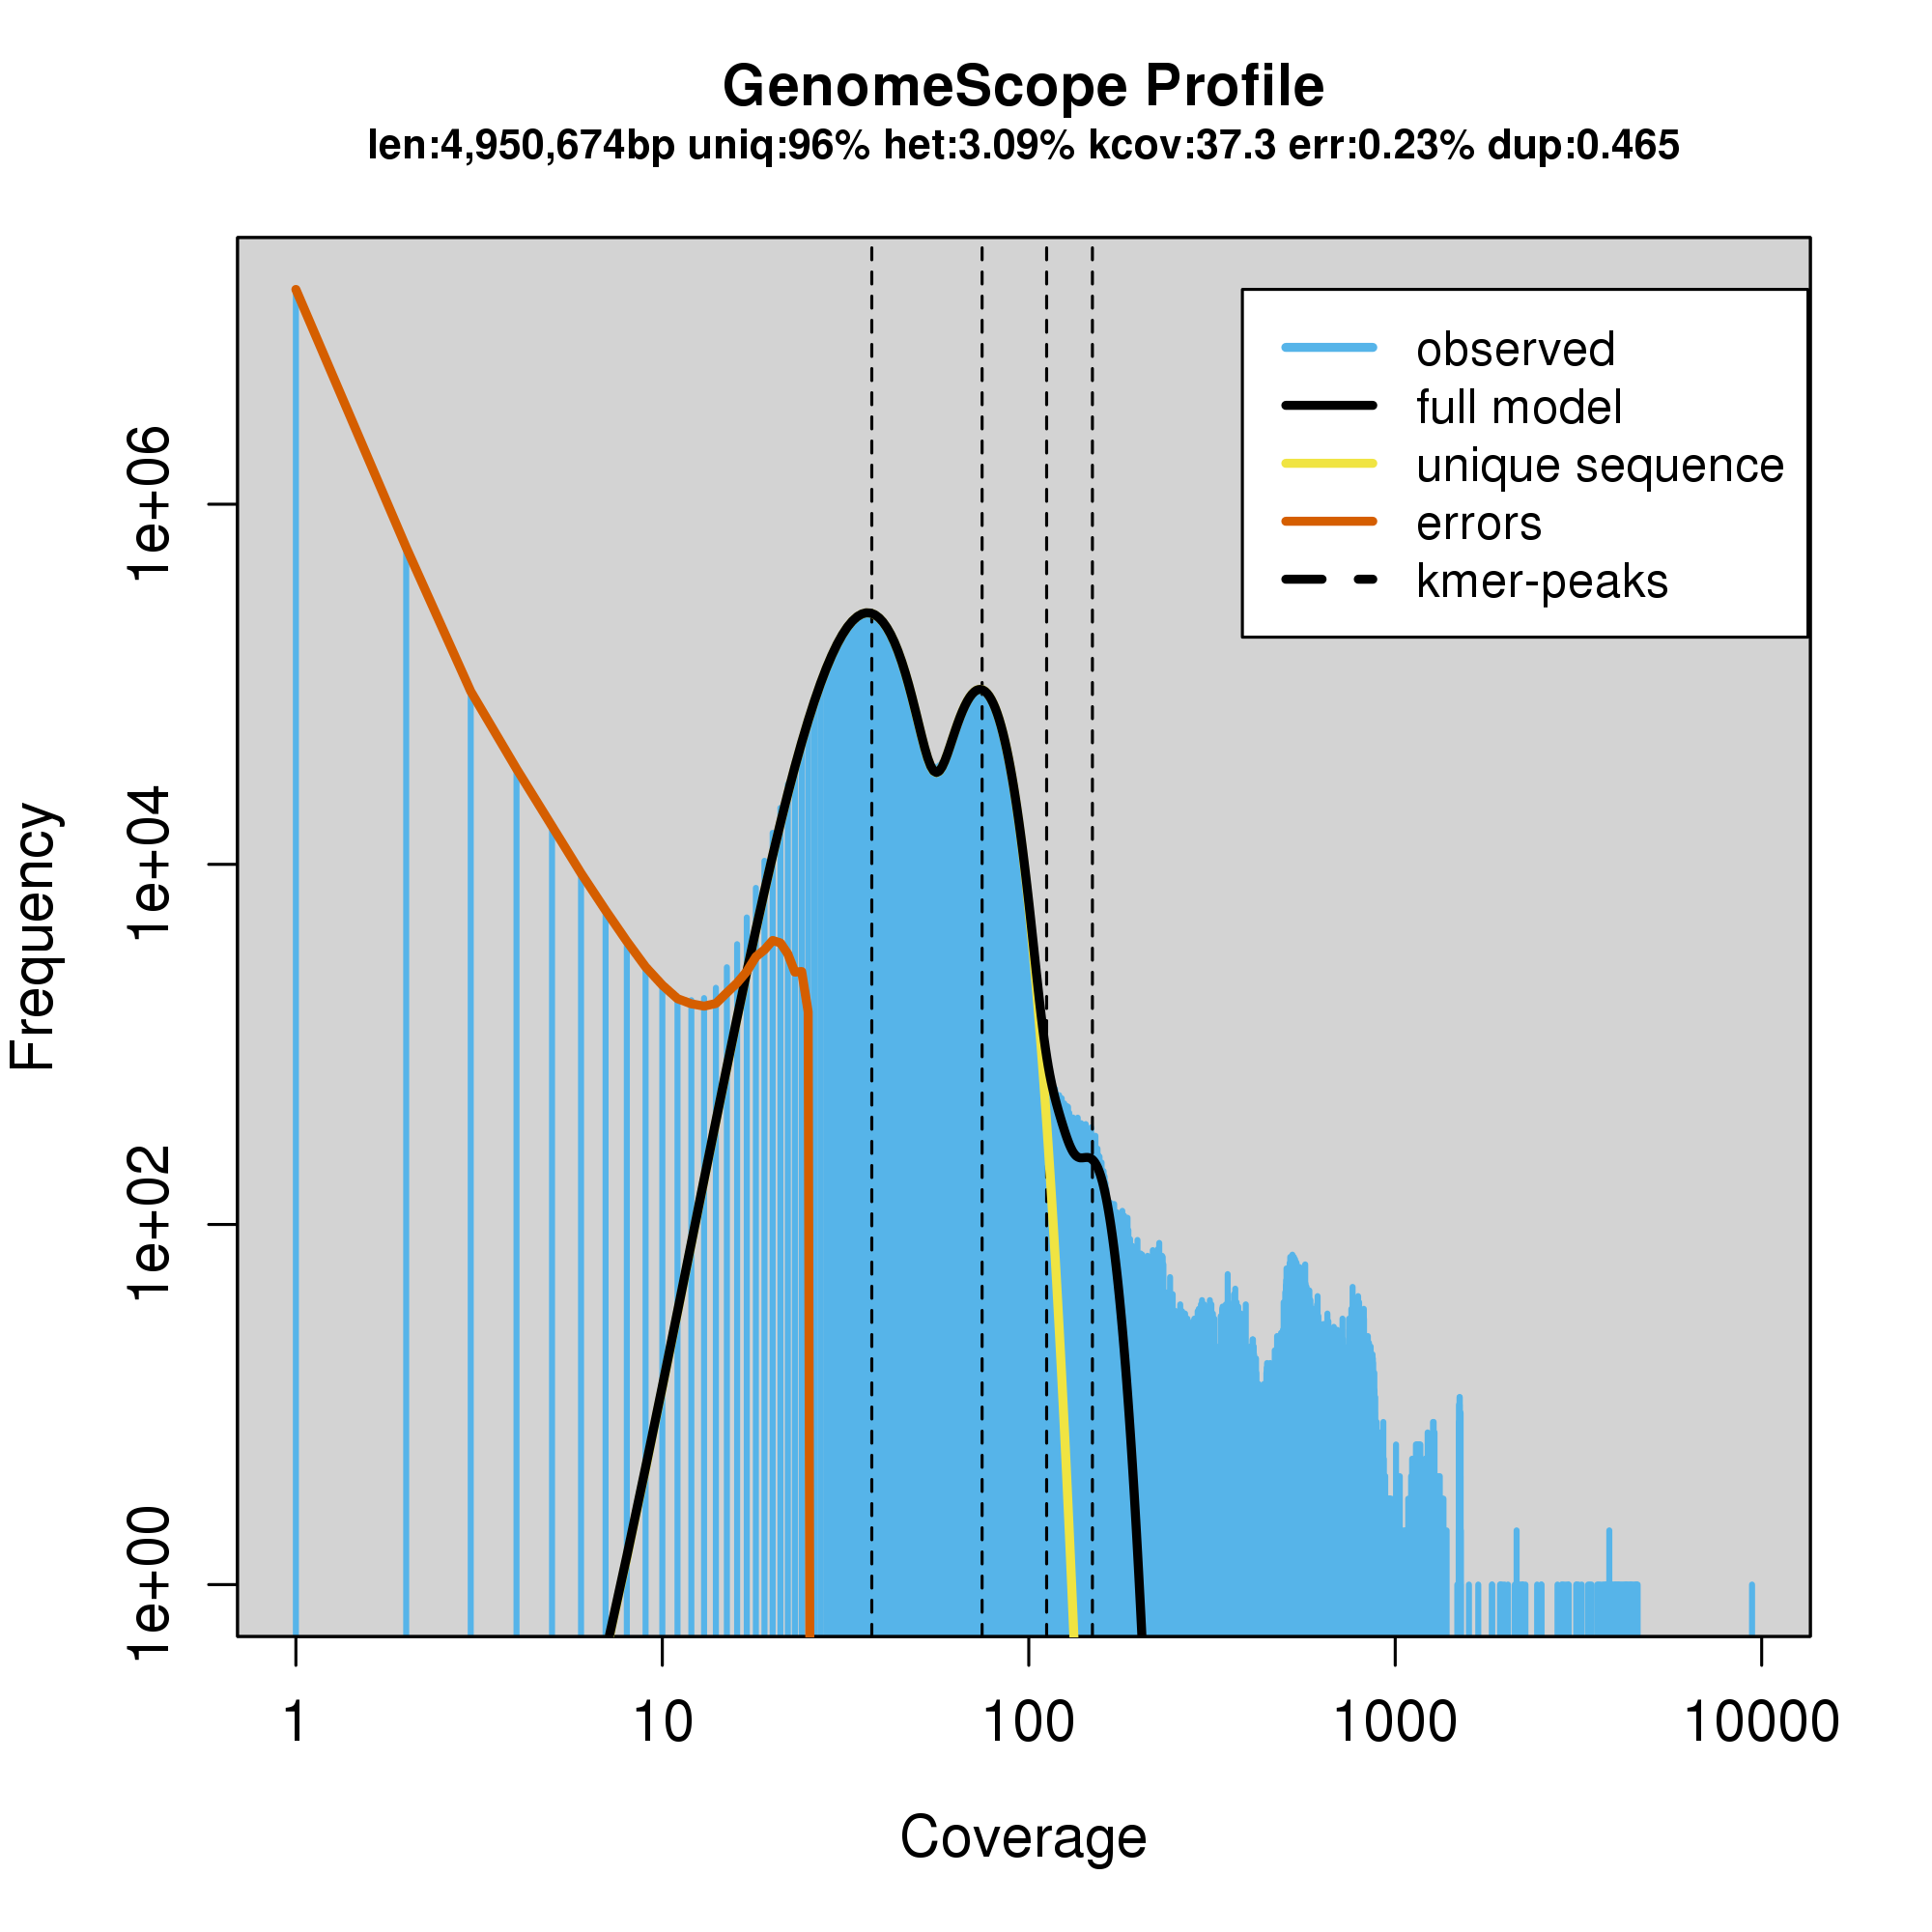 GenomeScope Profile
len:4,950,674bp uniq:96% het:3.09% kcov:37.3 err:0.23% dup:0.465
observed
full model
unique sequence
errors
kmer-peaks
Frequency
1e+06
1e+04
1e+02
1e+00
1 10 100 1000 10000
Coverage